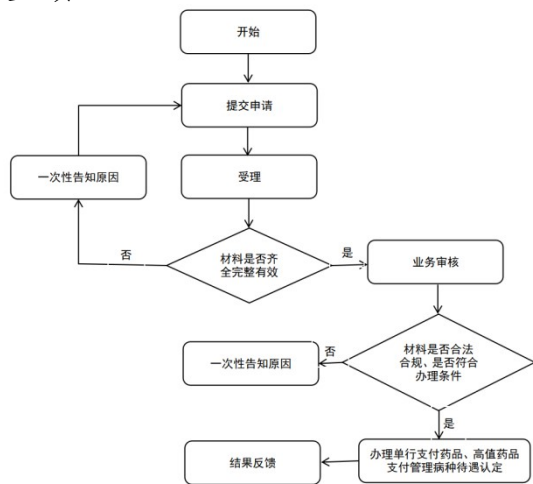 开始
提交申请
一次性告知原因
受理
否
材料是否齐
全完整有效
是
业务审核
材料是否合法
合规、是否符合
办理条件
否
一次性告知原因
是
办理单行支付药品、高值药品
支付管理病种待遇认定
结果反馈